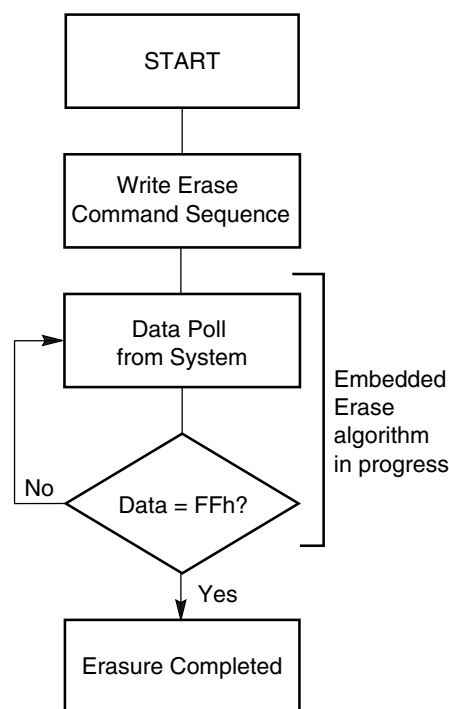 START
Write Erase
Command Sequence
Data Poll
from System
Embedded
Erase
algorithm
in progress
No
Data = FFh?
Yes
Erasure Completed